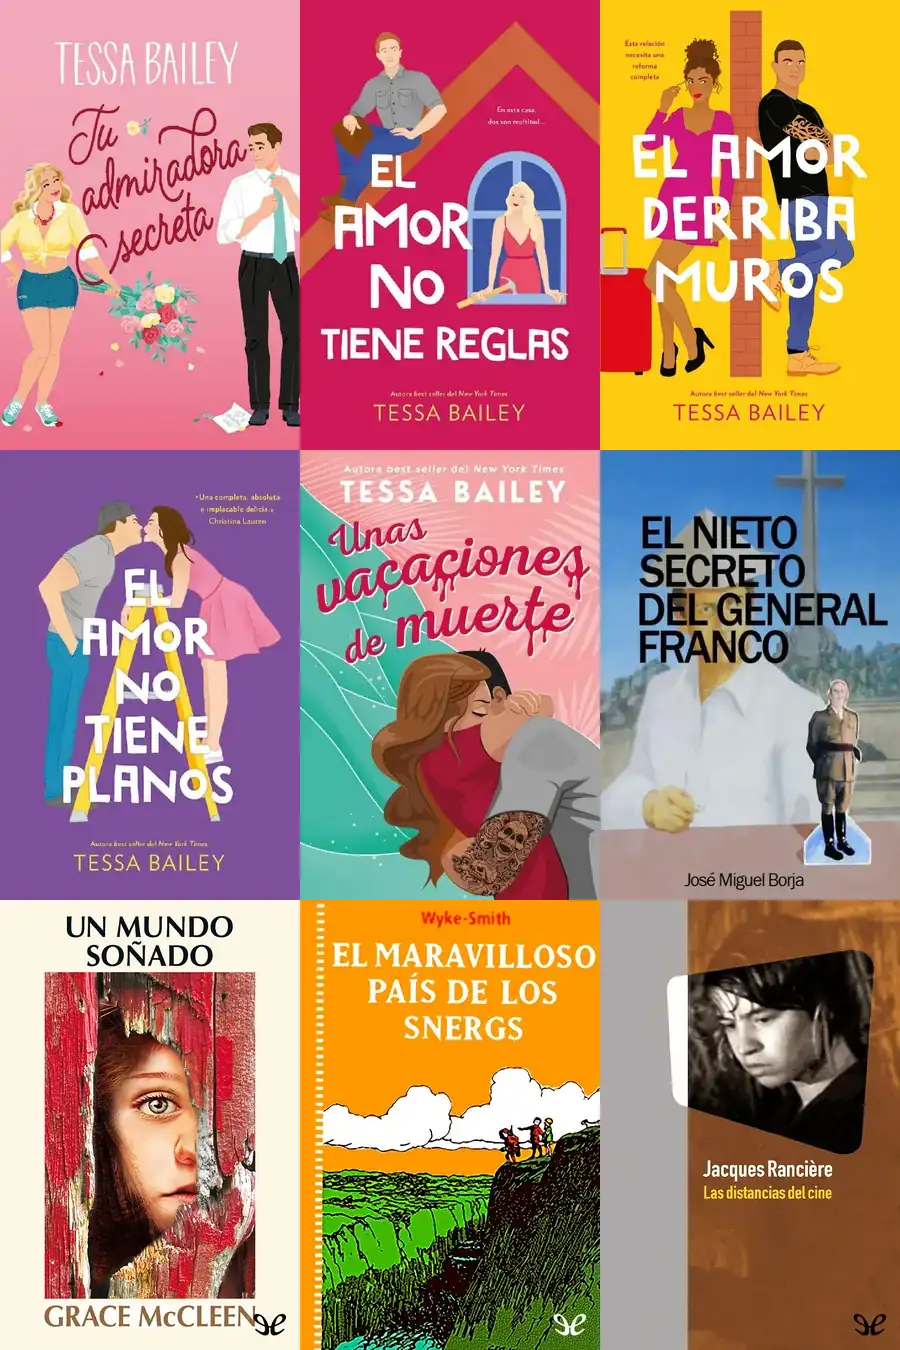 TESSA BAILEY
Tu
admiradora
secreta
En esta casa,
dos son multitud...
EL
AMOR
NO
TIENE REGLAS
Autora best seller del New York Times
TESSA BAILEY
Esta relación
necesita una
reforma
completa
EL AMOR
DERRIBA
MUROS
Autora best seller del New York Times
TESSA BAILEY
«Una completa, absoluta
e implacable delicia.»
Christina Lauren
EL
AMOR
NO
TIENE
PLANOS
Autora best seller del New York Times
TESSA BAILEY
Autora best seller del New York Times
TESSA BAILEY
Unas
vacaciones
de muerte
EL NIETO
SECRETO
DEL GENERAL
FRANCO
José Miguel Borja
UN MUNDO
SOÑADO
GRACE McCLEEN
Wyke-Smith
EL MARAVILLOSO
PAÍS DE LOS
SNERGS
Jacques Rancière
Las distancias del cine